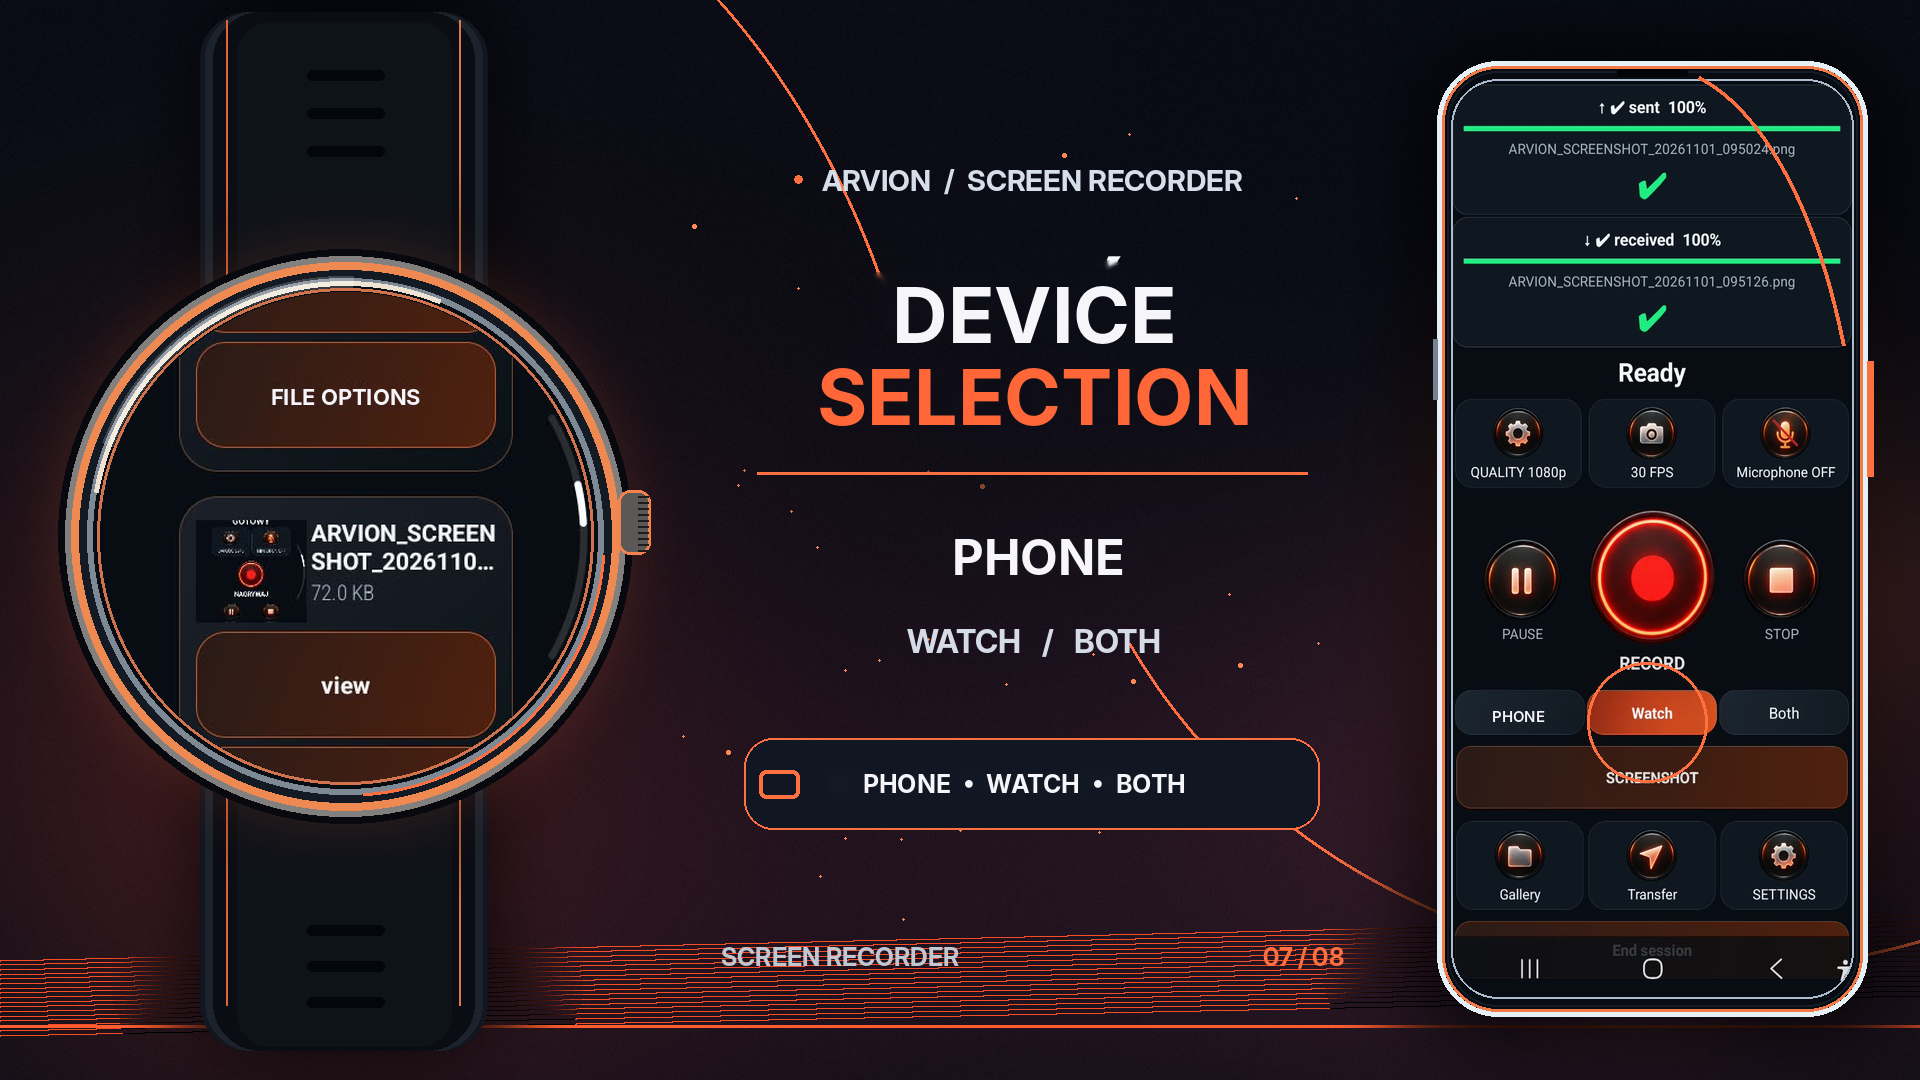 FILE OPTIONS
GOTOWY
NAGRYWAJ
ARVION_SCREEN
SHOT_2026110...
72.0 KB
view
ARVION / SCREEN RECORDER
DEVICE
SELECTION
PHONE
WATCH / BOTH
PHONE • WATCH • BOTH
SCREEN RECORDER
07/08
↑ ✔ sent 100%
ARVION_SCREENSHOT_20261101_095024.png
↓ ✔ received 100%
ARVION_SCREENSHOT_20261101_095126.png
Ready
QUALITY 1080p
30 FPS
Microphone OFF
PAUSE
STOP
RECORD
PHONE
Watch
Both
SCREENSHOT
Gallery
Transfer
SETTINGS
End session